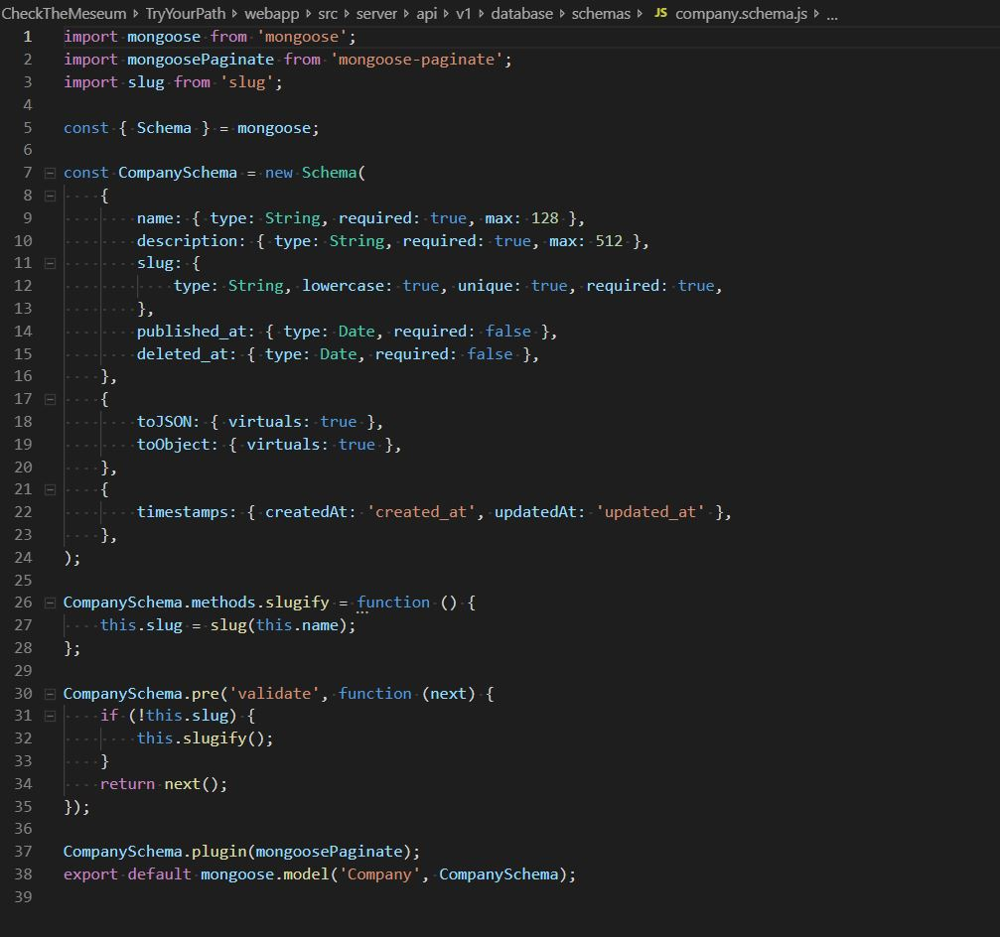 CheckTheMeseum › TryYourPath › webapp › src › server › api › v1 › database › schemas › JS company.schema.js › ...
1 import mongoose from 'mongoose';
2 import mongoosePaginate from 'mongoose-paginate';
3 import slug from 'slug';
4
5 const { Schema } = mongoose;
6
7 const CompanySchema = new Schema(
8     {
9         name: { type: String, required: true, max: 128 },
10         description: { type: String, required: true, max: 512 },
11         slug: {
12             type: String, lowercase: true, unique: true, required: true,
13         },
14         published_at: { type: Date, required: false },
15         deleted_at: { type: Date, required: false },
16     },
17     {
18         toJSON: { virtuals: true },
19         toObject: { virtuals: true },
20     },
21     {
22         timestamps: { createdAt: 'created_at', updatedAt: 'updated_at' },
23     },
24 );
25
26 CompanySchema.methods.slugify = function () {
27     this.slug = slug(this.name);
28 };
29
30 CompanySchema.pre('validate', function (next) {
31     if (!this.slug) {
32         this.slugify();
33     }
34     return next();
35 });
36
37 CompanySchema.plugin(mongoosePaginate);
38 export default mongoose.model('Company', CompanySchema);
39